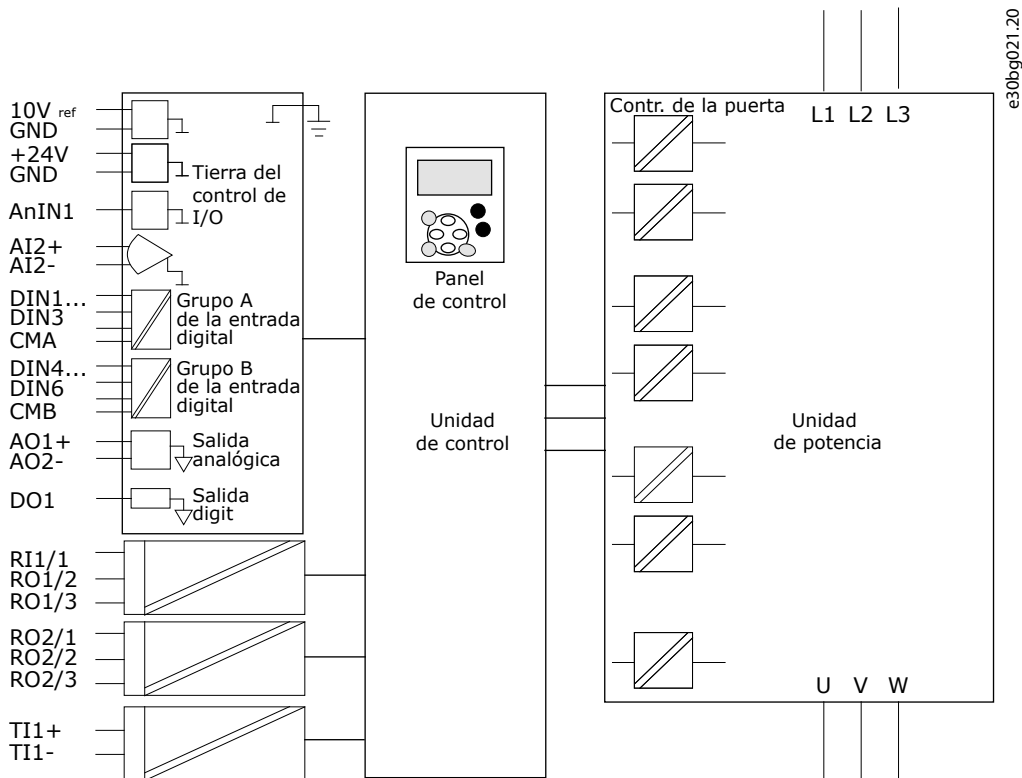 e30bg021.20
10V ref
GND
+24V
GND
AnIN1
AI2+
AI2-
DIN1...
DIN3
CMA
DIN4...
DIN6
CMB
AO1+
AO2-
DO1
RI1/1
RO1/2
RO1/3
RO2/1
RO2/2
RO2/3
TI1+
TI1-
Tierra del
control de
I/O
Grupo A
de la entrada
digital
Grupo B
de la entrada
digital
Salida
analógica
Salida
digit
Panel
de control
Unidad
de control
Contr. de la puerta
L1 L2 L3
Unidad
de potencia
U V W